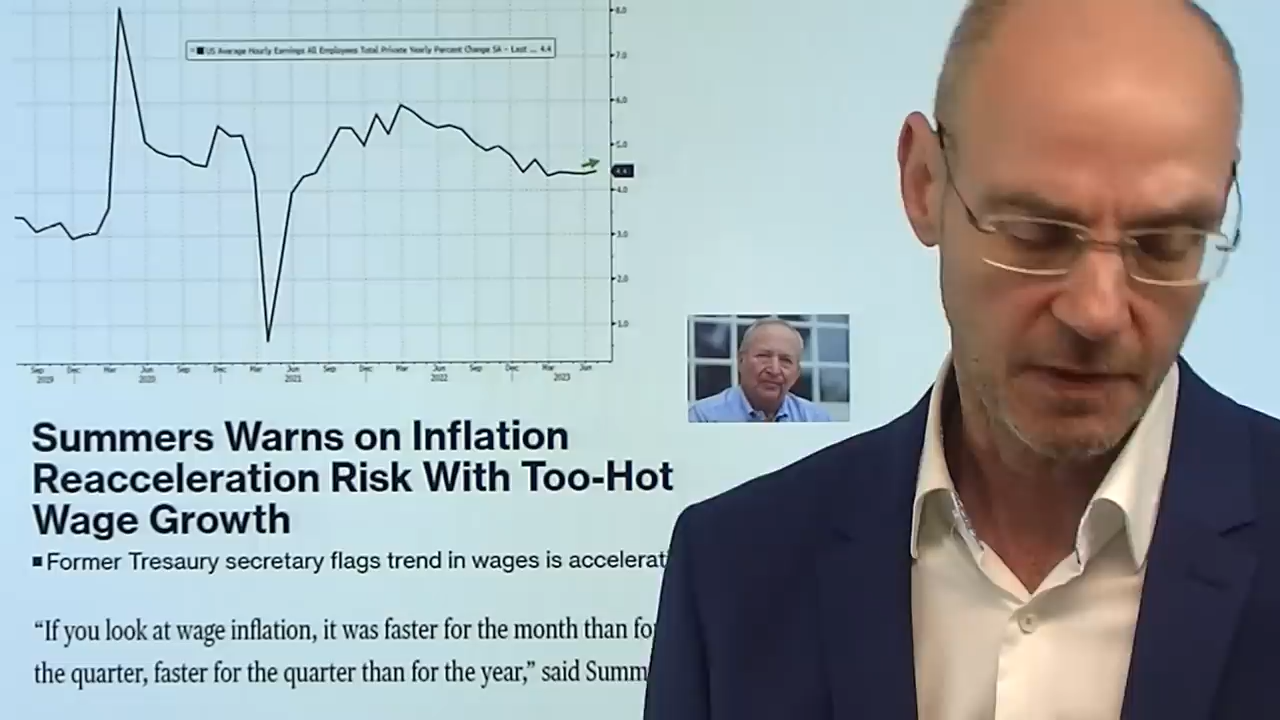 8.0
US Average Hourly Earnings All Employees Total Private Yearly Percent Change SA - Last ... 4.4
7.0
6.0
5.0
4.4
4.0
3.0
2.0
1.0
Sep Dec Mar Jun Sep Dec Mar Jun Sep Dec Mar Jun Sep Dec Mar Jun
2019 2020 2021 2022 2023
Summers Warns on Inflation
Reacceleration Risk With Too-Hot
Wage Growth
Former Tresaury secretary flags trend in wages is accelerati
“If you look at wage inflation, it was faster for the month than fo
the quarter, faster for the quarter than for the year,” said Summ